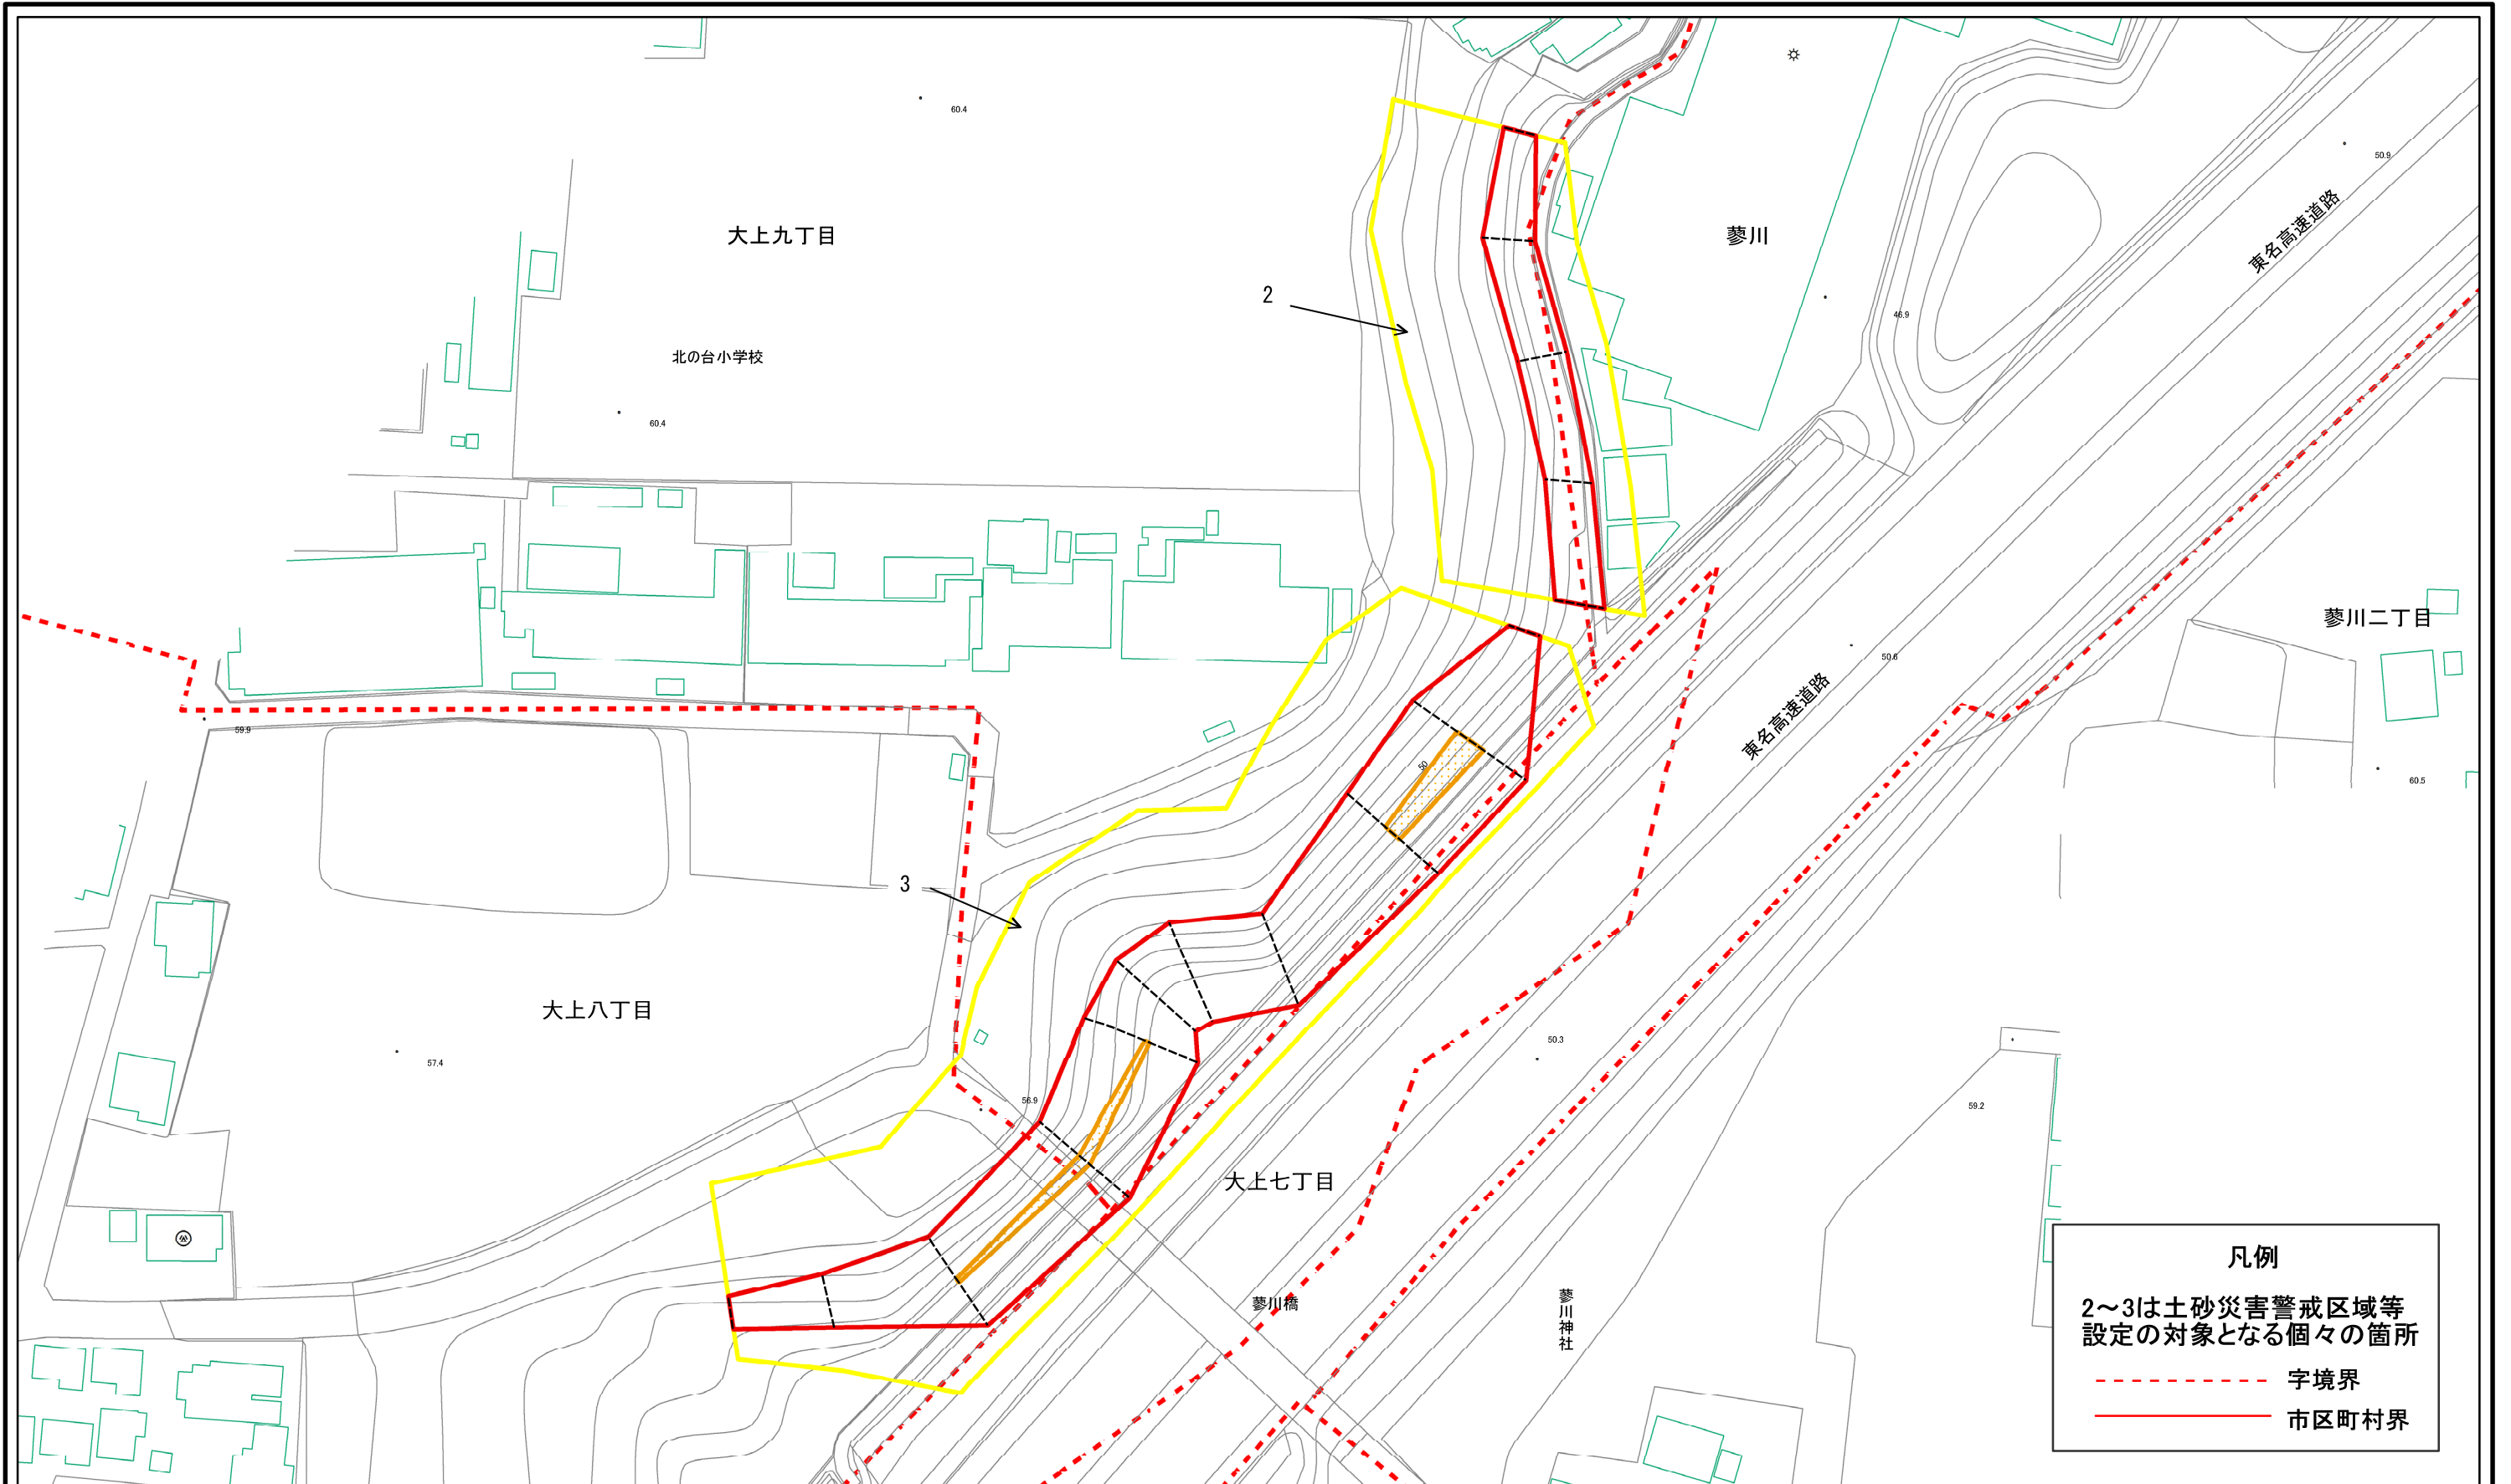 60.4
50.9
大上九丁目
蓼川
東名高速道路
2
46.9
北の台小学校
60.4
蓼川二丁目
50.6
東名高速道路
59.9
50
60.5
3
大上八丁目
50.3
57.4
56.9
59.2
大上七丁目
蓼川橋
蓼川神社
凡例
2～3は土砂災害警戒区域等
設定の対象となる個々の箇所
字境界
市区町村界